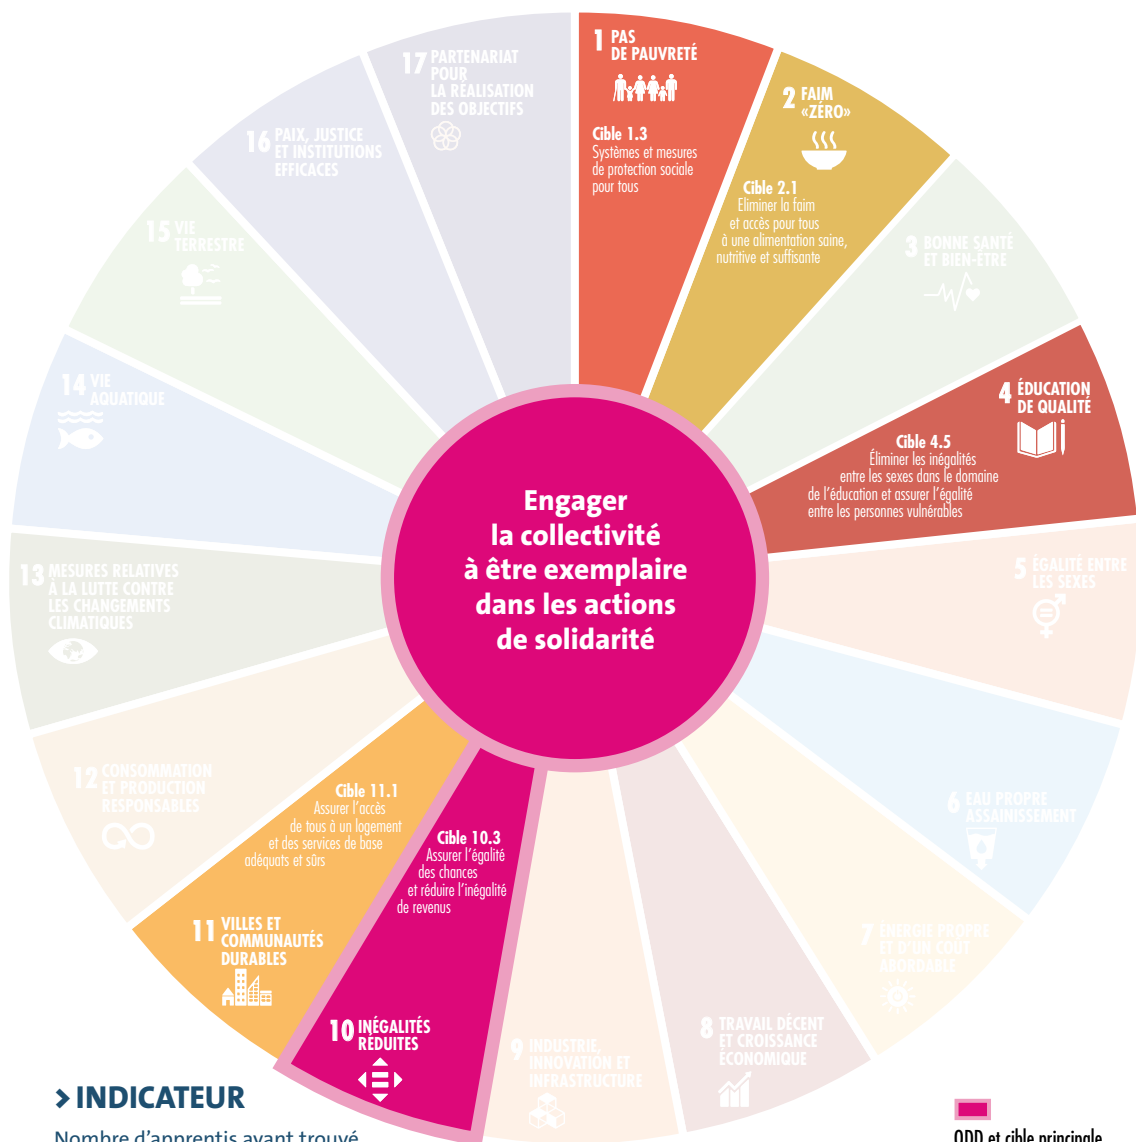 1 PAS
DE PAUVRETÉ
Cible 1.3
Systèmes et mesures
de protection sociale
pour tous
2 FAIM
«ZÉRO»
Cible 2.1
Eliminer la faim
et accès pour tous
à une alimentation saine,
nutritive et suffisante
3 BONNE SANTÉ
ET BIEN-ÊTRE
4 ÉDUCATION
DE QUALITÉ
Cible 4.5
Éliminer les inégalités
entre les sexes dans le domaine
de l'éducation et assurer l'égalité
entre les personnes vulnérables
5 ÉGALITÉ ENTRE
LES SEXES
6 EAU PROPRE
ASSAINISSEMENT
7 ÉNERGIE PROPRE
ET D'UN COÛT
ABORDABLE
8 TRAVAIL DÉCENT
ET CROISSANCE
ÉCONOMIQUE
9 INDUSTRIE,
INNOVATION ET
INFRASTRUCTURE
Cible 10.3
Assurer l'égalité
des chances
et réduire l'inégalité
de revenus
10 INÉGALITÉS
RÉDUITES
Cible 11.1
Assurer l'accès
de tous à un logement
et des services de base
adéquats et sûrs
11 VILLES ET
COMMUNAUTÉS
DURABLES
12 CONSOMMATION
ET PRODUCTION
RESPONSABLES
13 MESURES RELATIVES
À LA LUTTE CONTRE
LES CHANGEMENTS
CLIMATIQUES
14 VIE
AQUATIQUE
15 VIE
TERRESTRE
16 PAIX, JUSTICE
ET INSTITUTIONS
EFFICACES
17 PARTENARIAT
POUR
LA RÉALISATION
DES OBJECTIFS
Engager
la collectivité
à être exemplaire
dans les actions
de solidarité
> INDICATEUR
Nombre d'apprentis ayant trouvé
ODD et cible principale